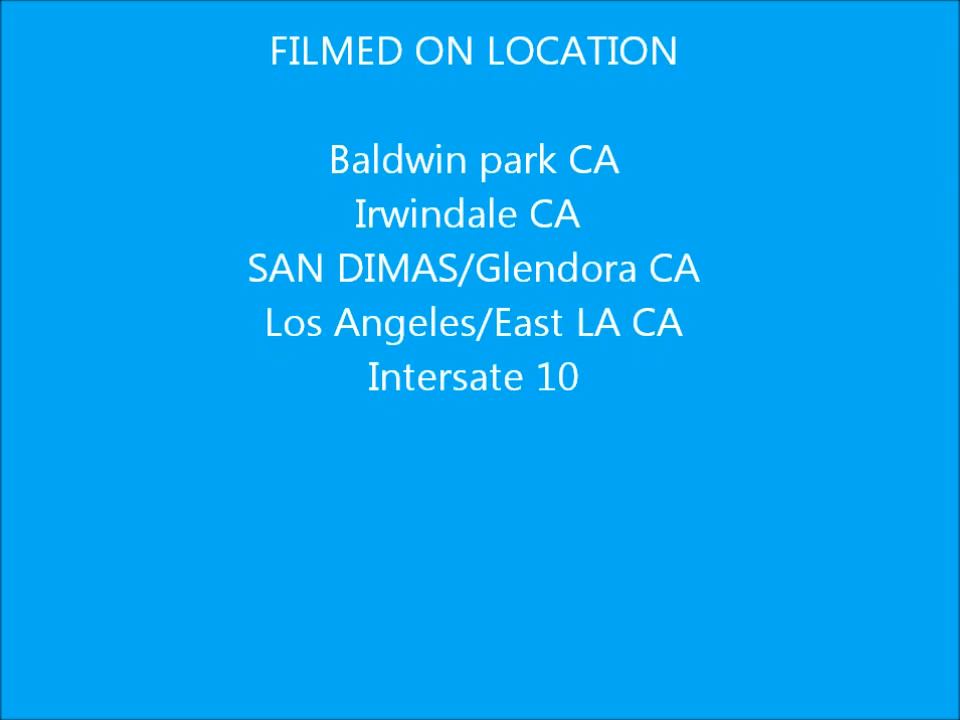 FILMED ON LOCATION
Baldwin park CA
Irwindale CA
SAN DIMAS/Glendora CA
Los Angeles/East LA CA
Intersate 10